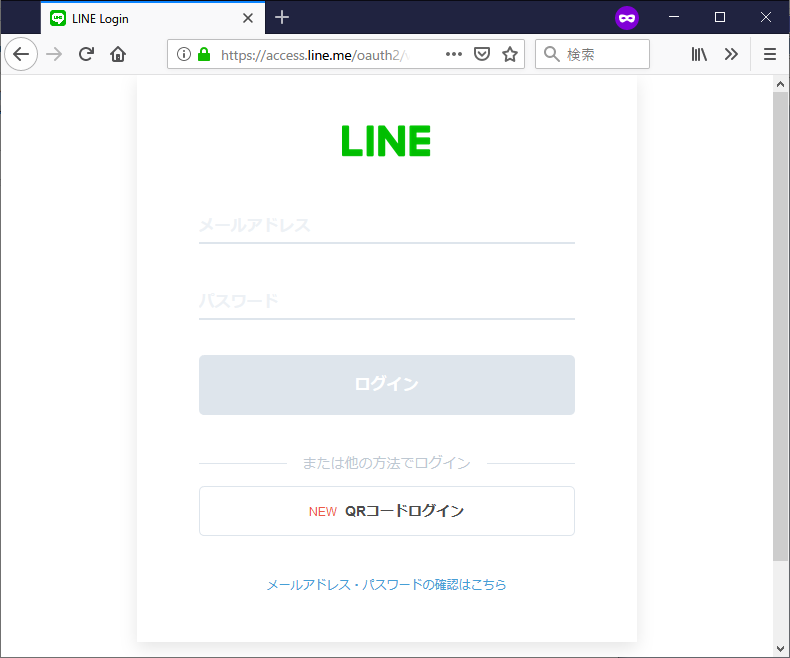 LINE Login
https://access.line.me/oauth2/
検索
LINE
メールアドレス
パスワード
ログイン
または他の方法でログイン
NEW QRコードログイン
メールアドレス・パスワードの確認はこちら